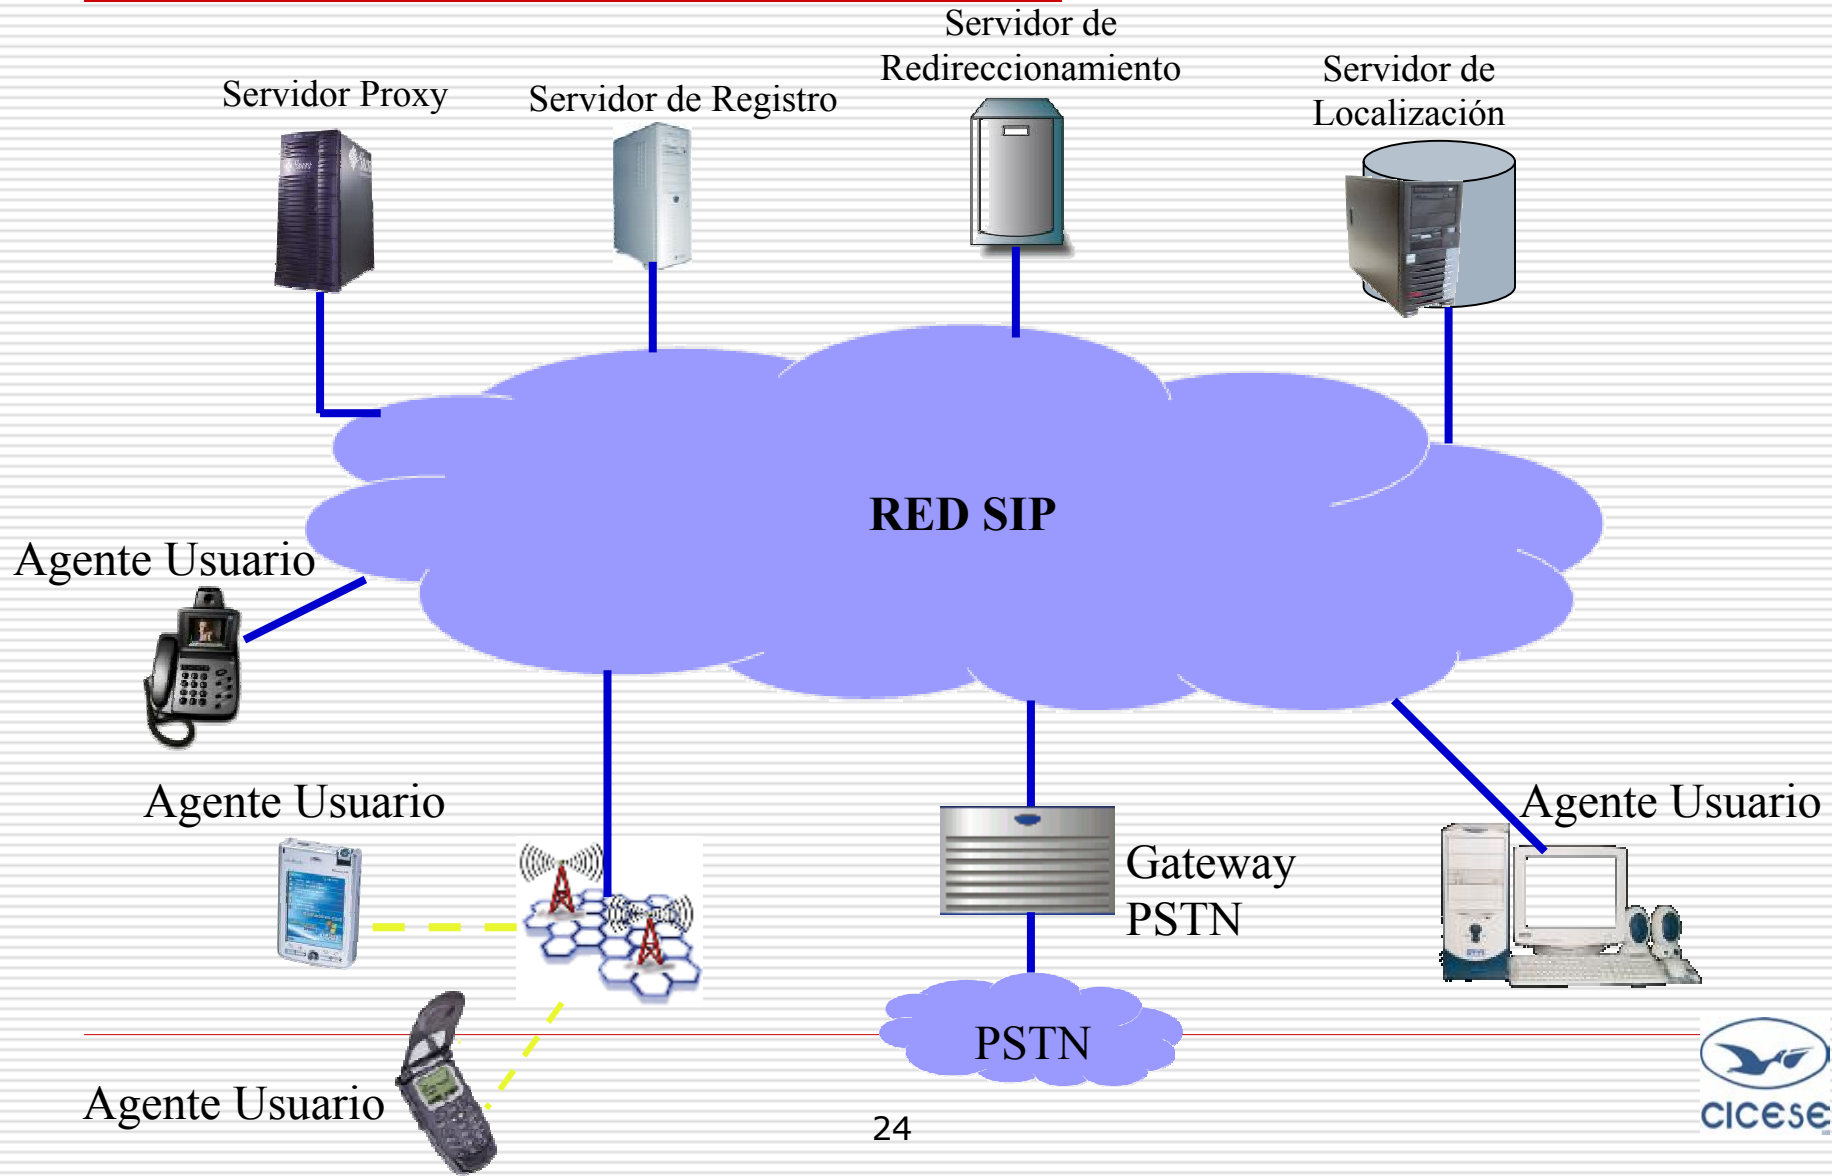 Servidor de
Redireccionamiento
Servidor de
Localización
Servidor Proxy
Servidor de Registro
RED SIP
Agente Usuario
Agente Usuario
Agente Usuario
Gateway
PSTN
PSTN
Agente Usuario
24
CICESE